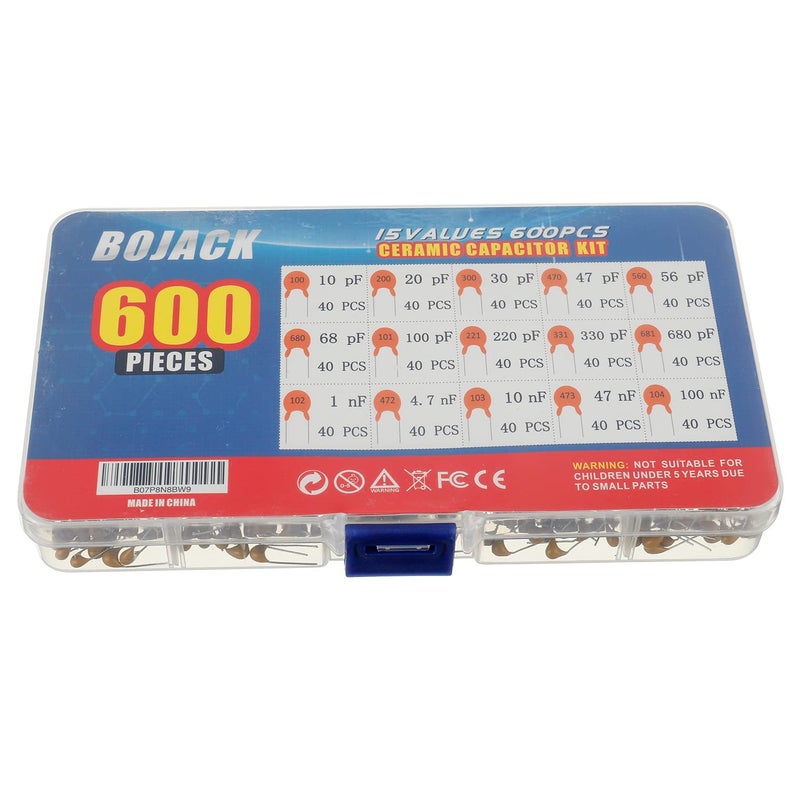 BOJACK
15 VALUES 600PCS
CERAMIC CAPACITOR KIT
600
PIECES
100 10 pF 200 20 pF 300 30 pF 470 47 pF 560 56 pF
40 PCS 40 PCS 40 PCS 40 PCS 40 PCS
680 68 pF 101 100 pF 221 220 pF 331 330 pF 681 680 pF
40 PCS 40 PCS 40 PCS 40 PCS 40 PCS
102 1 nF 472 4.7 nF 103 10 nF 473 47 nF 104 100 nF
40 PCS 40 PCS 40 PCS 40 PCS 40 PCS
B07P8N8BW9
MADE IN CHINA
0-3
WARNING
FC CE
WARNING: NOT SUITABLE FOR
CHILDREN UNDER 5 YEARS DUE
TO SMALL PARTS